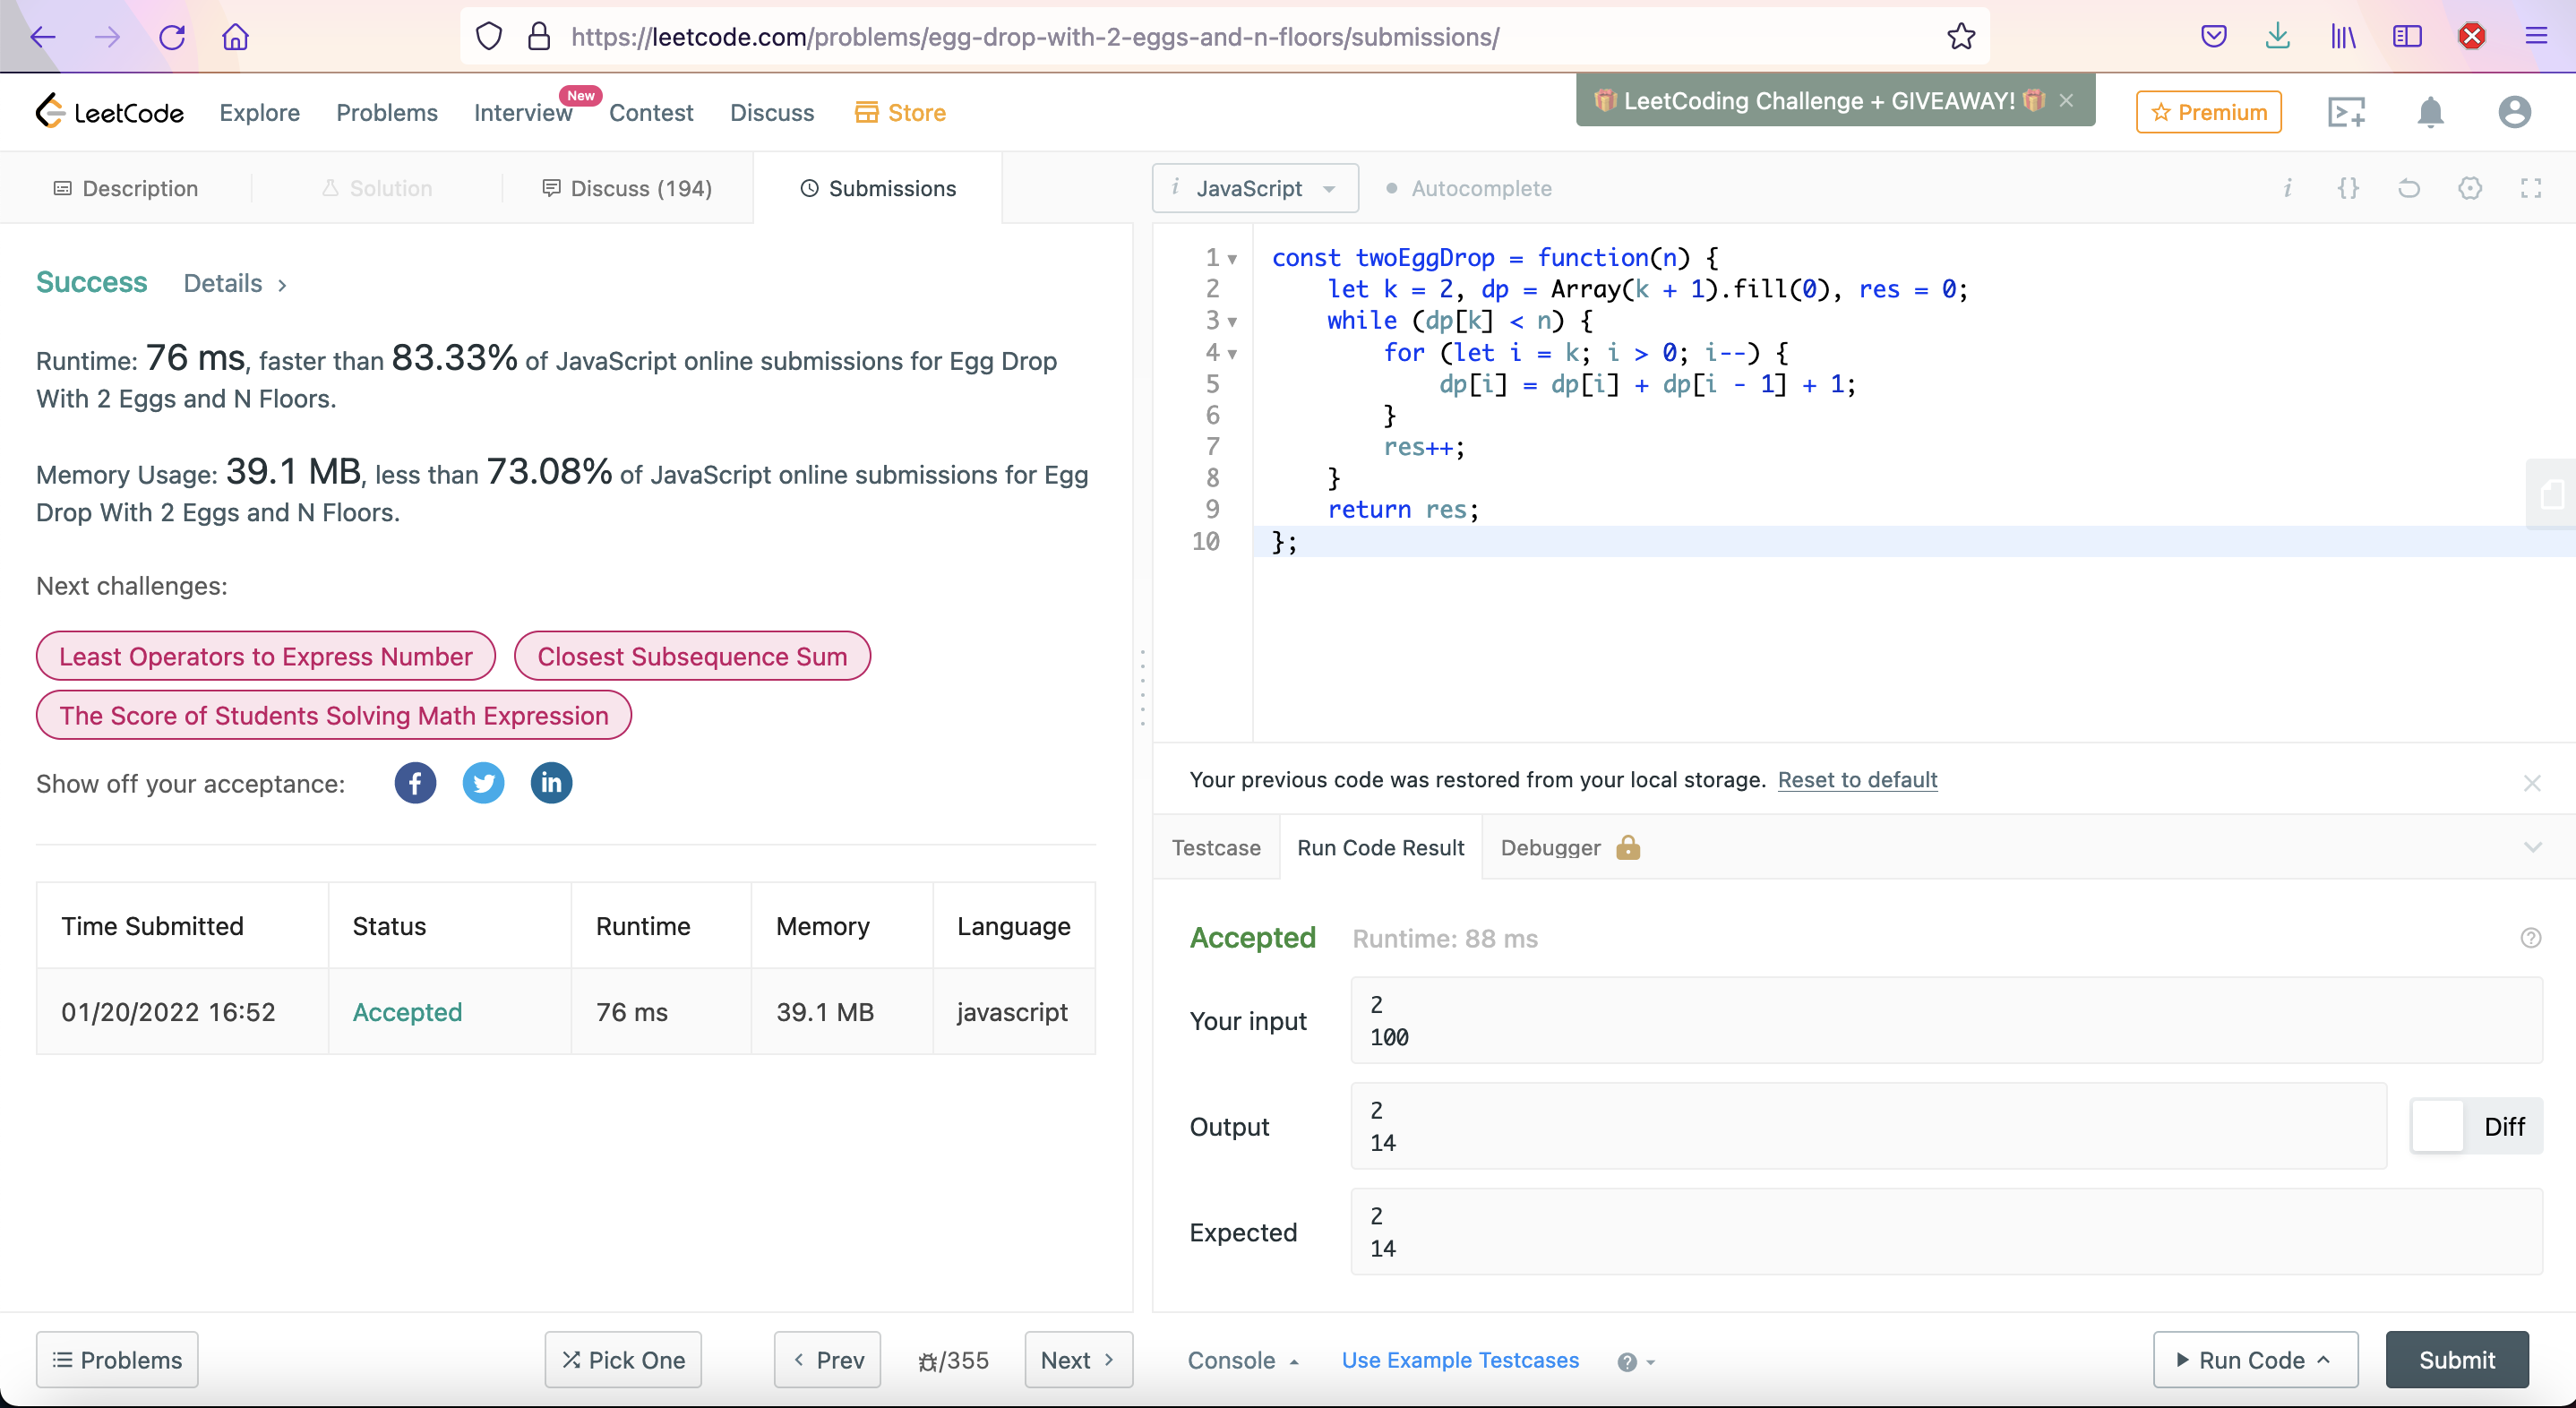 https://leetcode.com/problems/egg-drop-with-2-eggs-and-n-floors/submissions/
LeetCode Explore Problems Interview New Contest Discuss Store
LeetCoding Challenge + GIVEAWAY! ×
Premium
Description
Solution
Discuss (194)
Submissions
i JavaScript
Autocomplete
i {}
Success Details >
Runtime: 76 ms, faster than 83.33% of JavaScript online submissions for Egg Drop
With 2 Eggs and N Floors.
Memory Usage: 39.1 MB, less than 73.08% of JavaScript online submissions for Egg
Drop With 2 Eggs and N Floors.
Next challenges:
Least Operators to Express Number
Closest Subsequence Sum
The Score of Students Solving Math Expression
Show off your acceptance: f in
Time Submitted Status Runtime Memory Language
01/20/2022 16:52 Accepted 76 ms 39.1 MB javascript
1 const twoEggDrop = function(n) {
2 let k = 2, dp = Array(k + 1).fill(0), res = 0;
3 while (dp[k] < n) {
4 for (let i = k; i > 0; i--) {
5 dp[i] = dp[i] + dp[i - 1] + 1;
6 }
7 res++;
8 }
9 return res;
10 };
Your previous code was restored from your local storage. Reset to default
Testcase
Run Code Result
Debugger
Accepted Runtime: 88 ms
Your input
2
100
Output
2
14
Diff
Expected
2
14
Problems
Pick One
< Prev
/355
Next >
Console
Use Example Testcases
Run Code
Submit